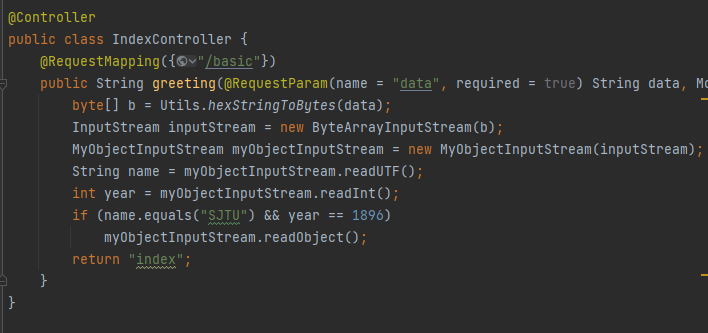 @Controller
public class IndexController {
@RequestMapping({"/basic"})
public String greeting(@RequestParam(name = "data", required = true) String data, Mo
byte[] b = Utils.hexStringToBytes(data);
InputStream inputStream = new ByteArrayInputStream(b);
MyObjectInputStream myObjectInputStream = new MyObjectInputStream(inputStream);
String name = myObjectInputStream.readUTF();
int year = myObjectInputStream.readInt();
if (name.equals("SJTU") && year == 1896)
myObjectInputStream.readObject();
return "index";
}
}